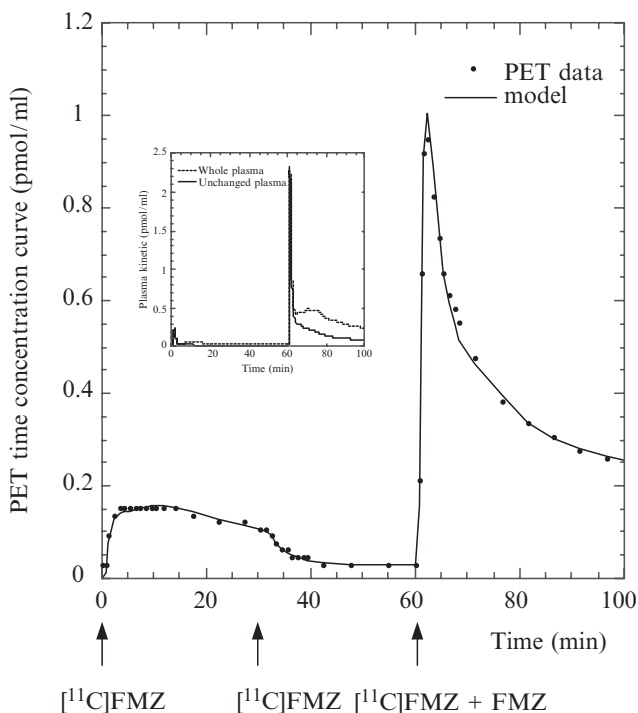 1.2
1
0.8
0.6
0.4
0.2
0
PET time concentration curve (pmol/ml)
PET data
model
2.5
2
1.5
1
0.5
0
Plasma kinetic (pmol/ml)
Whole plasma
Unchanged plasma
0 20 40 60 80 100
Time (min)
0 20 40 60 80 100
Time (min)
[¹¹C]FMZ [¹¹C]FMZ [¹¹C]FMZ + FMZ